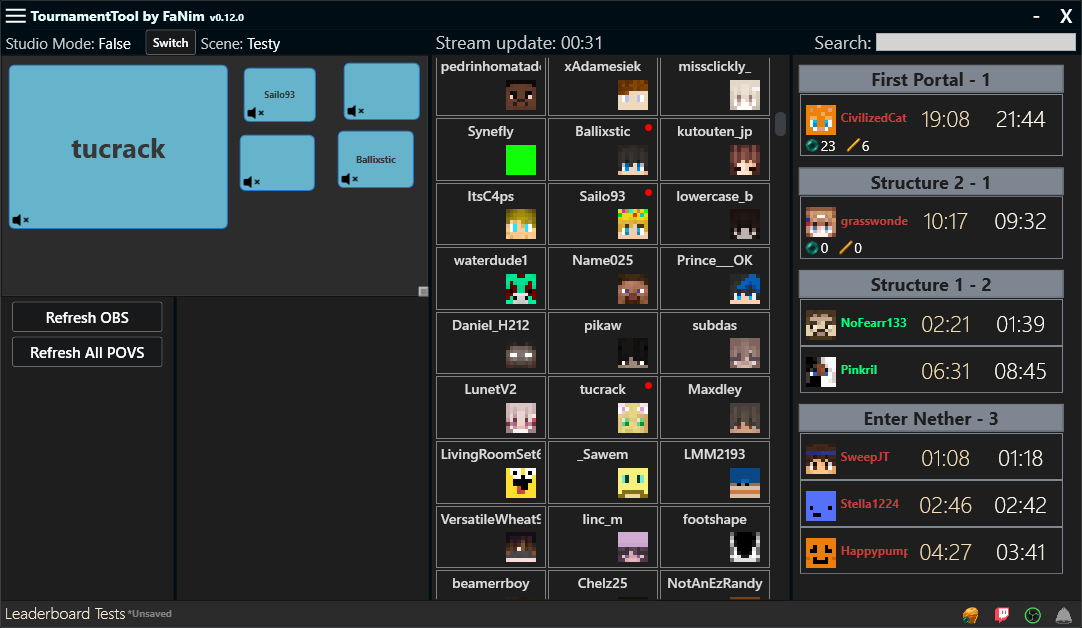 TournamentTool by FaNim v0.12.0
- X
Studio Mode: False Switch Scene: Testy
Stream update: 00:31
Search:
tucrack
Sailo93
Ballixstic
Refresh OBS
Refresh All POVS
pedrinhomatado xAdamesiek missclickly_
Synefly Ballixstic kutouten_jp
ItsC4ps Sailo93 lowercase_b
waterdude1 Name025 Prince___OK
Daniel_H212 pikaw subdas
LunetV2 tucrack Maxdley
LivingRoomSet6 _Sawem LMM2193
VersatileWheat9 linc_m footshape
beamerrboy Chelz25 NotAnEzRandy
First Portal - 1
CivilizedCat 19:08 21:44
23 6
Structure 2 - 1
grasswonde 10:17 09:32
0 0
Structure 1 - 2
NoFearr133 02:21 01:39
Pinkril 06:31 08:45
Enter Nether - 3
SweepJT 01:08 01:18
Stella1224 02:46 02:42
Happypump 04:27 03:41
Leaderboard Tests *Unsaved